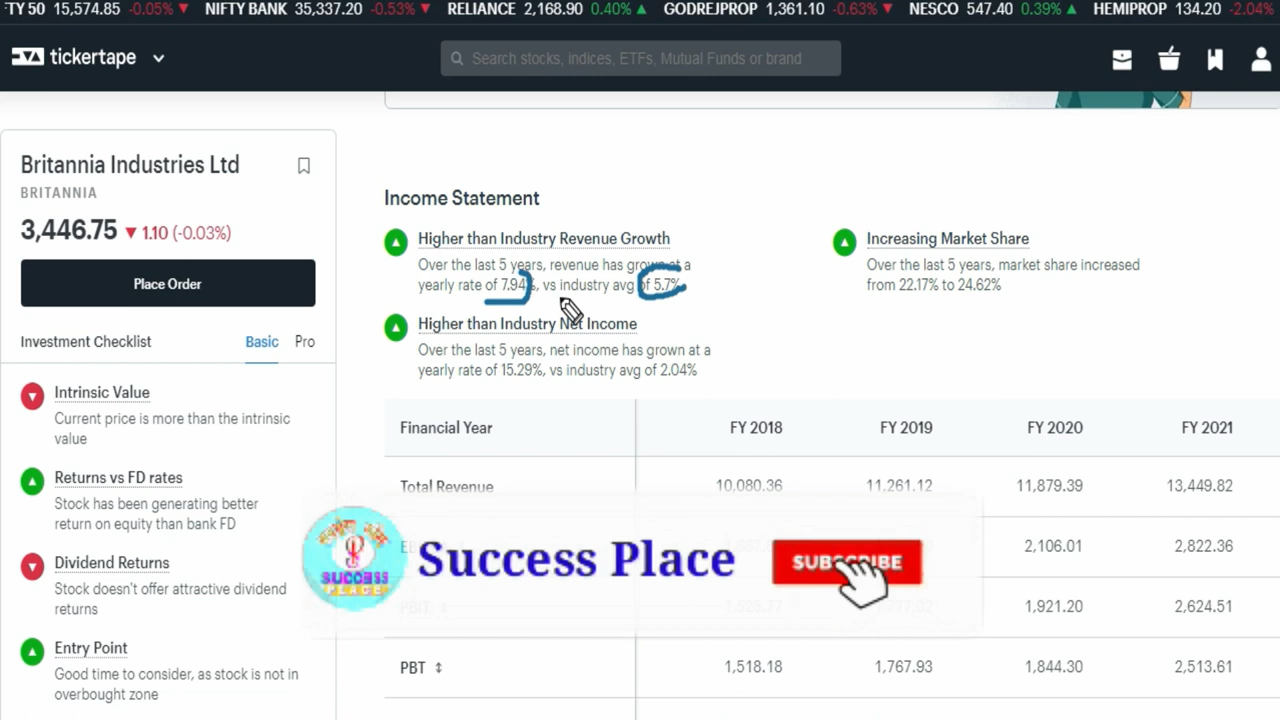 TY 50 15,574.85 -0.05% ▼ NIFTY BANK 35,337.20 -0.53% ▼ RELIANCE 2,168.90 0.40% ▲ GODREJPROP 1,361.10 -0.63% ▼ NESCO 547.40 0.39% ▲ HEMIPROP 134.20 -2.04%
tickertape
Search stocks, indices, ETFs, Mutual Funds or brand
Britannia Industries Ltd
BRITANNIA
3,446.75 ▼ 1.10 (-0.03%)
Place Order
Investment Checklist Basic Pro
Intrinsic Value
Current price is more than the intrinsic
value
Returns vs FD rates
Stock has been generating better
return on equity than bank FD
Dividend Returns
Stock doesn't offer attractive dividend
returns
Entry Point
Good time to consider, as stock is not in
overbought zone
Income Statement
Higher than Industry Revenue Growth
Over the last 5 years, revenue has grown at a
yearly rate of 7.94%, vs industry avg of 5.7%
Increasing Market Share
Over the last 5 years, market share increased
from 22.17% to 24.62%
Higher than Industry Net Income
Over the last 5 years, net income has grown at a
yearly rate of 15.29%, vs industry avg of 2.04%
Financial Year FY 2018 FY 2019 FY 2020 FY 2021
Total Revenue 10,080.36 11,261.12 11,879.39 13,449.82
2,106.01 2,822.36
SUCCESS
PLACE
Success Place
SUBSCRIBE
PBIT 1,921.20 2,624.51
PBT 1,518.18 1,767.93 1,844.30 2,513.61